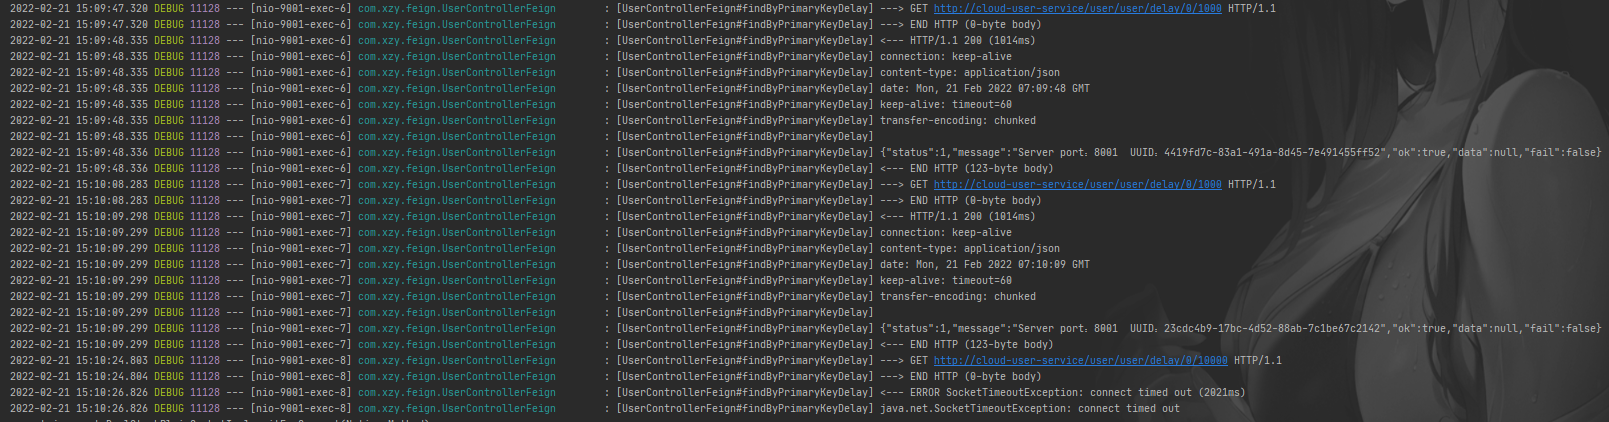 2022-02-21 15:09:47.320 DEBUG 11128 --- [nio-9001-exec-6] com.xzy.feign.UserControllerFeign : [UserControllerFeign#findByPrimaryKeyDelay] ---> GET http://cloud-user-service/user/user/delay/0/1000 HTTP/1.1
2022-02-21 15:09:47.320 DEBUG 11128 --- [nio-9001-exec-6] com.xzy.feign.UserControllerFeign : [UserControllerFeign#findByPrimaryKeyDelay] ---> END HTTP (0-byte body)
2022-02-21 15:09:48.335 DEBUG 11128 --- [nio-9001-exec-6] com.xzy.feign.UserControllerFeign : [UserControllerFeign#findByPrimaryKeyDelay] <--- HTTP/1.1 200 (1014ms)
2022-02-21 15:09:48.335 DEBUG 11128 --- [nio-9001-exec-6] com.xzy.feign.UserControllerFeign : [UserControllerFeign#findByPrimaryKeyDelay] connection: keep-alive
2022-02-21 15:09:48.335 DEBUG 11128 --- [nio-9001-exec-6] com.xzy.feign.UserControllerFeign : [UserControllerFeign#findByPrimaryKeyDelay] content-type: application/json
2022-02-21 15:09:48.335 DEBUG 11128 --- [nio-9001-exec-6] com.xzy.feign.UserControllerFeign : [UserControllerFeign#findByPrimaryKeyDelay] date: Mon, 21 Feb 2022 07:09:48 GMT
2022-02-21 15:09:48.335 DEBUG 11128 --- [nio-9001-exec-6] com.xzy.feign.UserControllerFeign : [UserControllerFeign#findByPrimaryKeyDelay] keep-alive: timeout=60
2022-02-21 15:09:48.335 DEBUG 11128 --- [nio-9001-exec-6] com.xzy.feign.UserControllerFeign : [UserControllerFeign#findByPrimaryKeyDelay] transfer-encoding: chunked
2022-02-21 15:09:48.335 DEBUG 11128 --- [nio-9001-exec-6] com.xzy.feign.UserControllerFeign : [UserControllerFeign#findByPrimaryKeyDelay]
2022-02-21 15:09:48.336 DEBUG 11128 --- [nio-9001-exec-6] com.xzy.feign.UserControllerFeign : [UserControllerFeign#findByPrimaryKeyDelay] {"status":1,"message":"Server port：8001  UUID：4419fd7c-83a1-491a-8d45-7e491455ff52","ok":true,"data":null,"fail":false}
2022-02-21 15:09:48.336 DEBUG 11128 --- [nio-9001-exec-6] com.xzy.feign.UserControllerFeign : [UserControllerFeign#findByPrimaryKeyDelay] <--- END HTTP (123-byte body)
2022-02-21 15:10:08.283 DEBUG 11128 --- [nio-9001-exec-7] com.xzy.feign.UserControllerFeign : [UserControllerFeign#findByPrimaryKeyDelay] ---> GET http://cloud-user-service/user/user/delay/0/1000 HTTP/1.1
2022-02-21 15:10:08.283 DEBUG 11128 --- [nio-9001-exec-7] com.xzy.feign.UserControllerFeign : [UserControllerFeign#findByPrimaryKeyDelay] ---> END HTTP (0-byte body)
2022-02-21 15:10:09.298 DEBUG 11128 --- [nio-9001-exec-7] com.xzy.feign.UserControllerFeign : [UserControllerFeign#findByPrimaryKeyDelay] <--- HTTP/1.1 200 (1014ms)
2022-02-21 15:10:09.299 DEBUG 11128 --- [nio-9001-exec-7] com.xzy.feign.UserControllerFeign : [UserControllerFeign#findByPrimaryKeyDelay] connection: keep-alive
2022-02-21 15:10:09.299 DEBUG 11128 --- [nio-9001-exec-7] com.xzy.feign.UserControllerFeign : [UserControllerFeign#findByPrimaryKeyDelay] content-type: application/json
2022-02-21 15:10:09.299 DEBUG 11128 --- [nio-9001-exec-7] com.xzy.feign.UserControllerFeign : [UserControllerFeign#findByPrimaryKeyDelay] date: Mon, 21 Feb 2022 07:10:09 GMT
2022-02-21 15:10:09.299 DEBUG 11128 --- [nio-9001-exec-7] com.xzy.feign.UserControllerFeign : [UserControllerFeign#findByPrimaryKeyDelay] keep-alive: timeout=60
2022-02-21 15:10:09.299 DEBUG 11128 --- [nio-9001-exec-7] com.xzy.feign.UserControllerFeign : [UserControllerFeign#findByPrimaryKeyDelay] transfer-encoding: chunked
2022-02-21 15:10:09.299 DEBUG 11128 --- [nio-9001-exec-7] com.xzy.feign.UserControllerFeign : [UserControllerFeign#findByPrimaryKeyDelay]
2022-02-21 15:10:09.299 DEBUG 11128 --- [nio-9001-exec-7] com.xzy.feign.UserControllerFeign : [UserControllerFeign#findByPrimaryKeyDelay] {"status":1,"message":"Server port：8001  UUID：23cdc4b9-17bc-4d52-88ab-7c1be67c2142","ok":true,"data":null,"fail":false}
2022-02-21 15:10:09.299 DEBUG 11128 --- [nio-9001-exec-7] com.xzy.feign.UserControllerFeign : [UserControllerFeign#findByPrimaryKeyDelay] <--- END HTTP (123-byte body)
2022-02-21 15:10:24.803 DEBUG 11128 --- [nio-9001-exec-8] com.xzy.feign.UserControllerFeign : [UserControllerFeign#findByPrimaryKeyDelay] ---> GET http://cloud-user-service/user/user/delay/0/10000 HTTP/1.1
2022-02-21 15:10:24.804 DEBUG 11128 --- [nio-9001-exec-8] com.xzy.feign.UserControllerFeign : [UserControllerFeign#findByPrimaryKeyDelay] ---> END HTTP (0-byte body)
2022-02-21 15:10:26.826 DEBUG 11128 --- [nio-9001-exec-8] com.xzy.feign.UserControllerFeign : [UserControllerFeign#findByPrimaryKeyDelay] <--- ERROR SocketTimeoutException: connect timed out (2021ms)
2022-02-21 15:10:26.826 DEBUG 11128 --- [nio-9001-exec-8] com.xzy.feign.UserControllerFeign : [UserControllerFeign#findByPrimaryKeyDelay] java.net.SocketTimeoutException: connect timed out